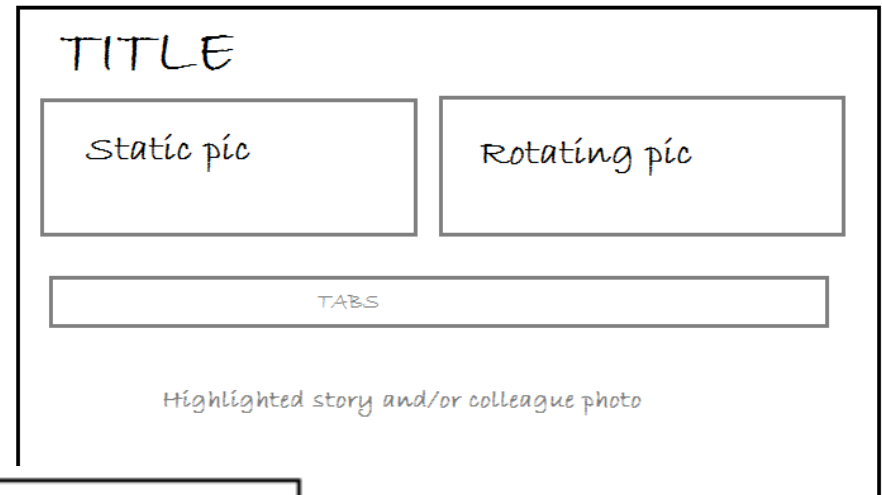 TITLE
Static pic
Rotating pic
TABS
Highlighted story and/or colleague photo